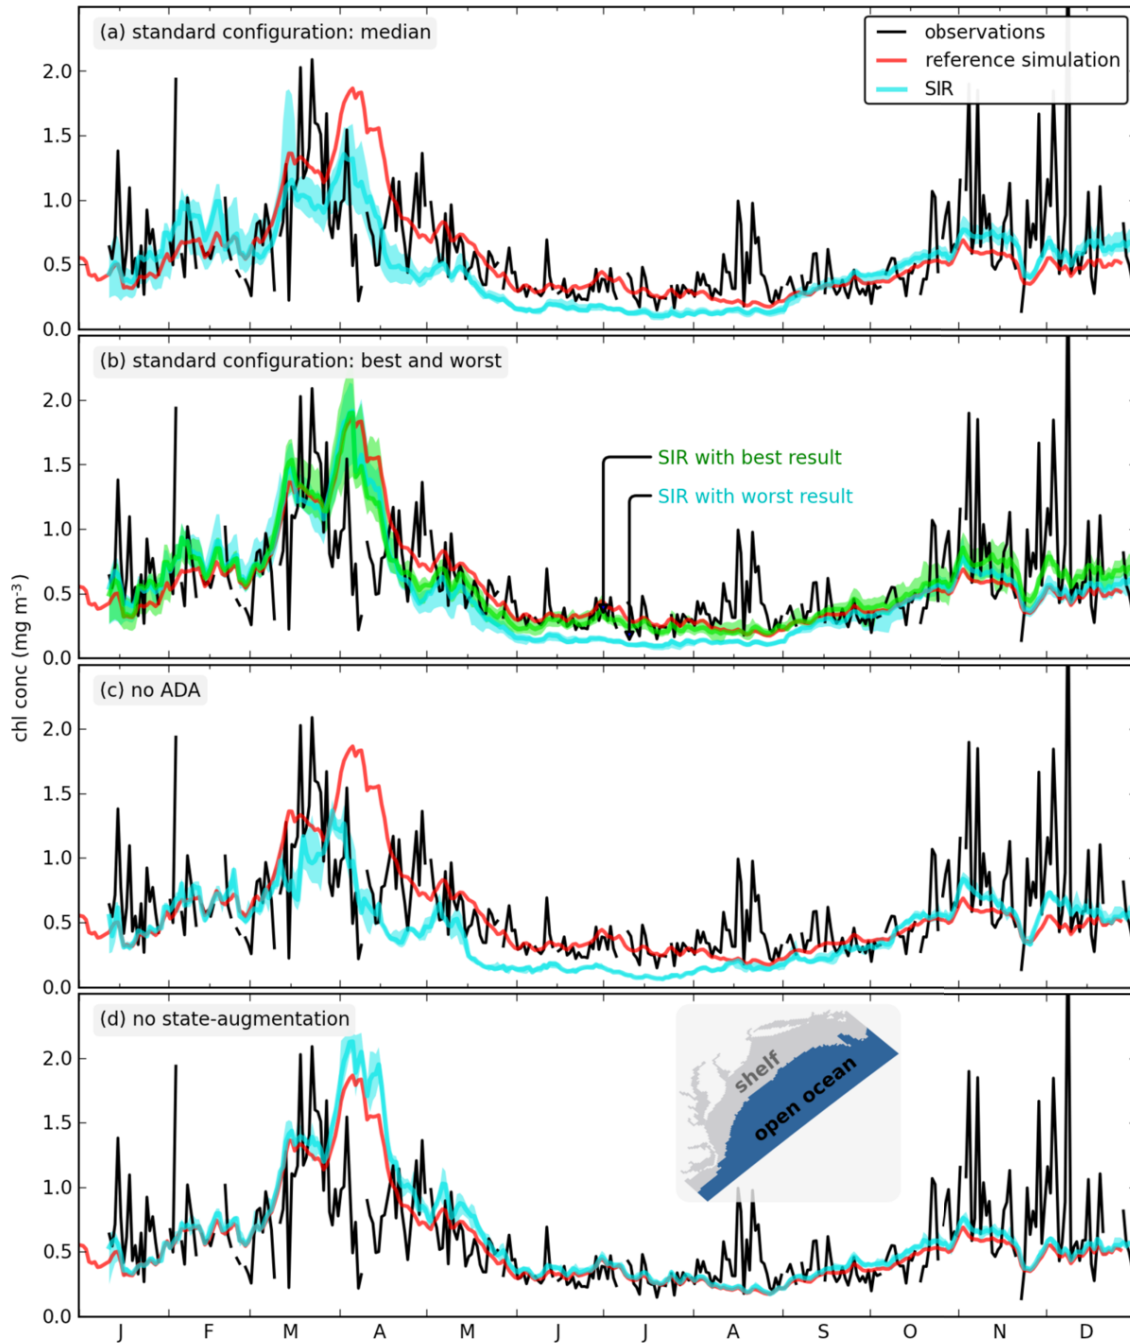 (a) standard configuration: median
observations
reference simulation
SIR
2.0
1.5
1.0
0.5
0.0
(b) standard configuration: best and worst
2.0
1.5
1.0
0.5
0.0
SIR with best result
SIR with worst result
chl conc (mg m⁻³)
(c) no ADA
2.0
1.5
1.0
0.5
0.0
(d) no state-augmentation
2.0
1.5
1.0
0.5
0.0
shelf
open ocean
J F M A M J J A S O N D